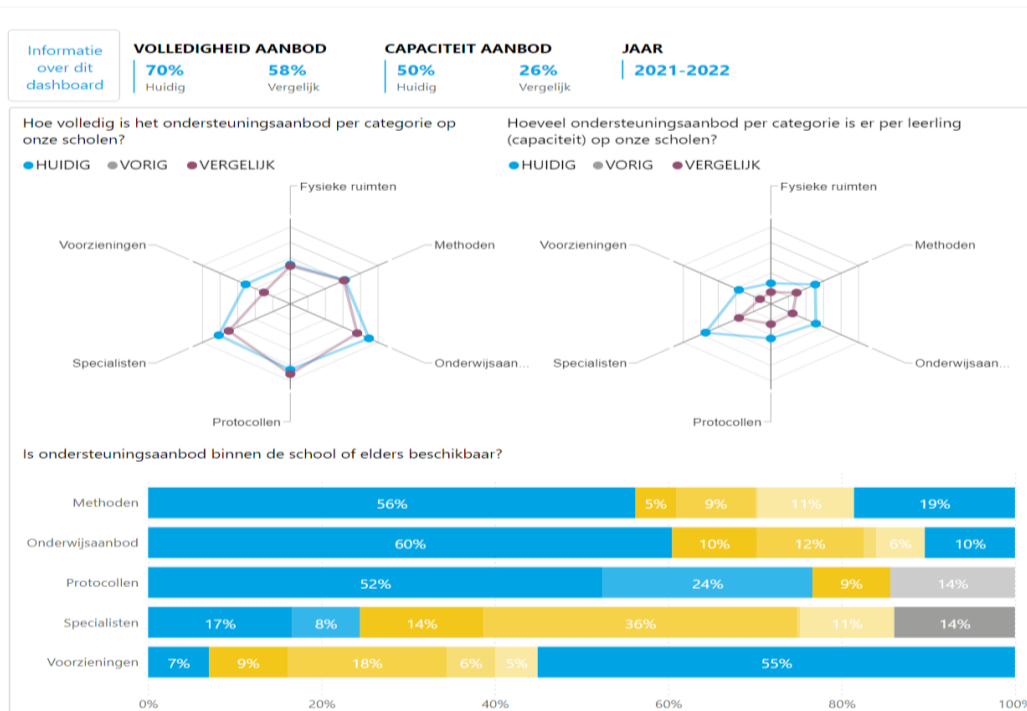 Informatie
over dit
dashboard
VOLLEDIGHEID AANBOD
70%
58%
Huidig
Vergelijk
CAPACITEIT AANBOD
50%
26%
Huidig
Vergelijk
JAAR
2021-2022
Hoe volledig is het ondersteuningsaanbod per categorie op
onze scholen?
HUIDIG VORIG VERGELIJK
Fysieke ruimten
Voorzieningen
Methoden
Specialisten
Onderwijsaan...
Protocollen
Hoeveel ondersteuningsaanbod per categorie is er per leerling
(capaciteit) op onze scholen?
HUIDIG VORIG VERGELIJK
Fysieke ruimten
Voorzieningen
Methoden
Specialisten
Onderwijsaan...
Protocollen
Is ondersteuningsaanbod binnen de school of elders beschikbaar?
Methoden 56% 5% 9% 11% 19%
Onderwijsaanbod 60% 10% 12% 6% 10%
Protocollen 52% 24% 9% 14%
Specialisten 17% 8% 14% 36% 11% 14%
Voorzieningen 7% 9% 18% 6% 5% 55%
0% 20% 40% 60% 80% 100%